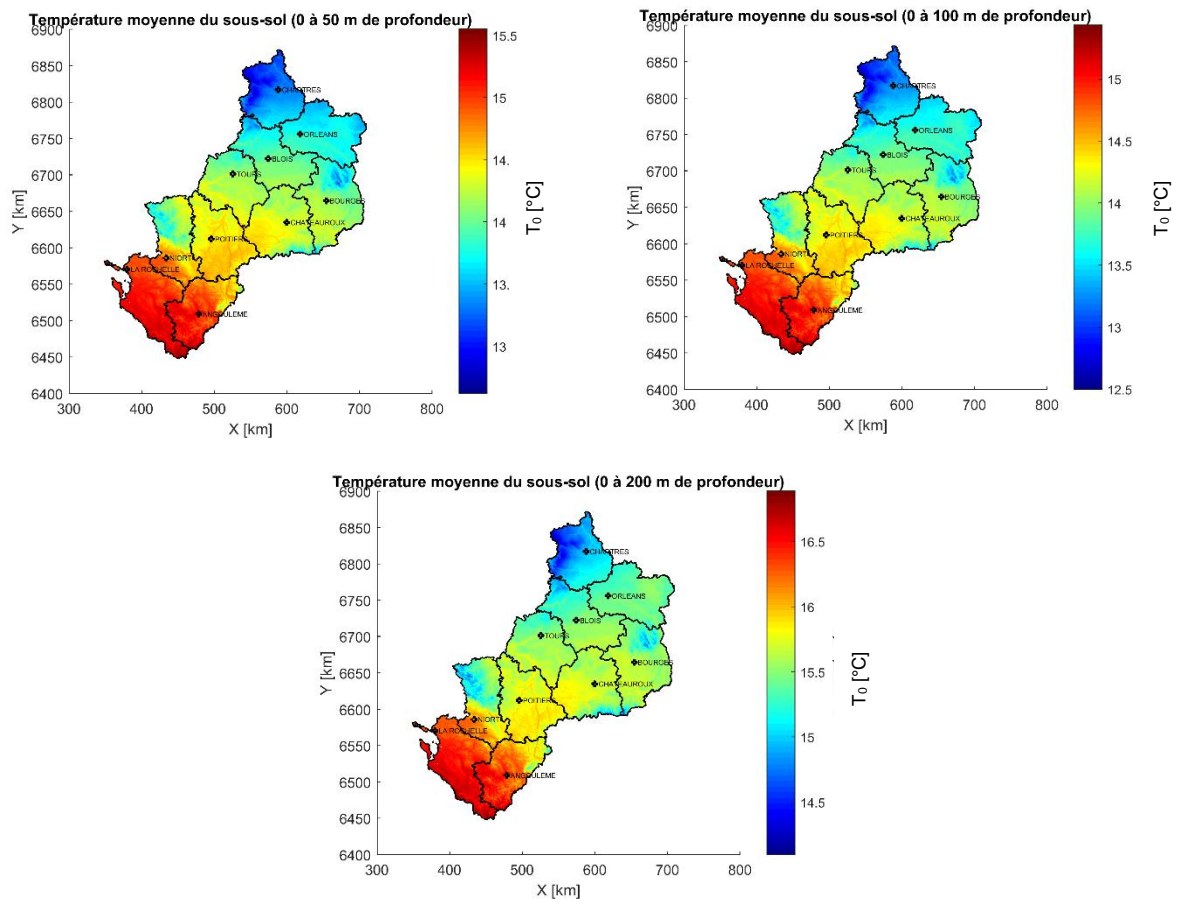 Température moyenne du sous-sol (0 à 50 m de profondeur)
6900
6850
6800
6750
6700
6650
6600
6550
6500
6450
6400
300
400
500
600
700
800
X [km]
Y [km]
CHARTRES
ORLEANS
BLOIS
TOURS
BOURGES
CHATEAUROUX
POITIERS
NIORT
LA ROCHELLE
ANGOULEME
15.5
15
14.5
14
13.5
13
T₀ [°C]
Température moyenne du sous-sol (0 à 100 m de profondeur)
6900
6850
6800
6750
6700
6650
6600
6550
6500
6450
6400
300
400
500
600
700
800
X [km]
Y [km]
CHARTRES
ORLEANS
BLOIS
TOURS
BOURGES
CHATEAUROUX
POITIERS
NIORT
LA ROCHELLE
ANGOULEME
15
14.5
14
13.5
13
12.5
T₀ [°C]
Température moyenne du sous-sol (0 à 200 m de profondeur)
6900
6850
6800
6750
6700
6650
6600
6550
6500
6450
6400
300
400
500
600
700
800
X [km]
Y [km]
CHARTRES
ORLEANS
BLOIS
TOURS
BOURGES
CHATEAUROUX
POITIERS
NIORT
LA ROCHELLE
ANGOULEME
16.5
16
15.5
15
14.5
T₀ [°C]